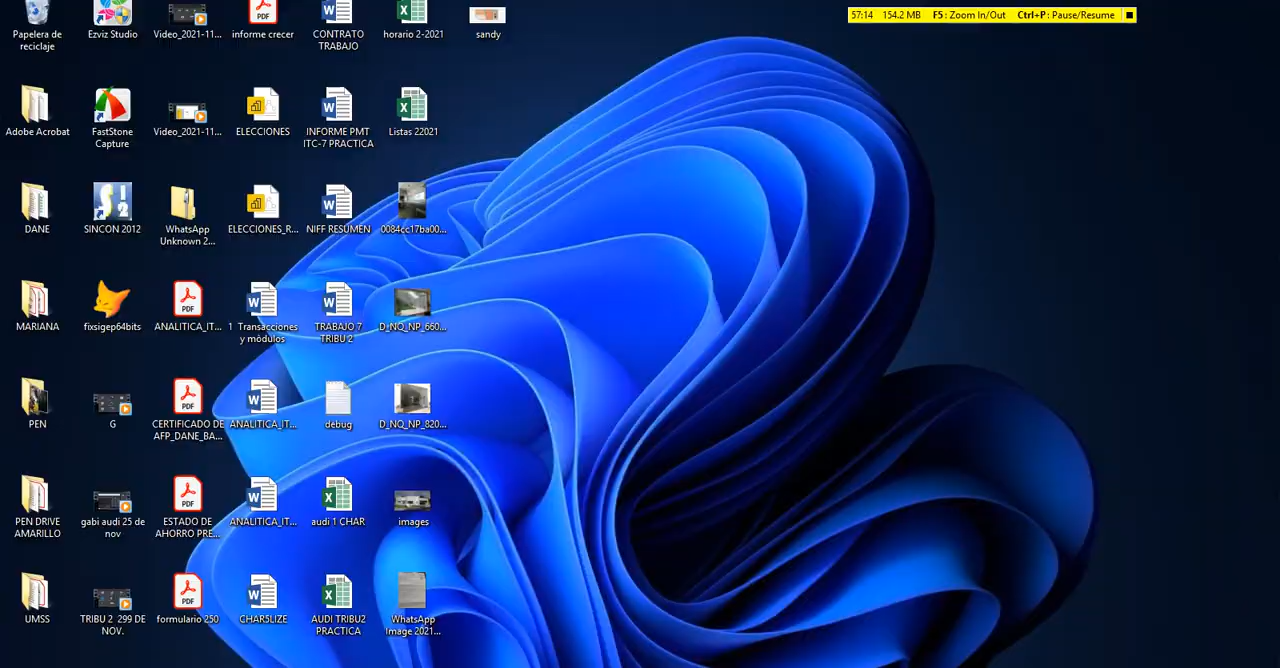 57:14 154.2 MB F5: Zoom In/Out Ctrl+P: Pause/Resume
Papelera de
reciclaje
Ezviz Studio
Video_2021-11...
informe crecer
CONTRATO
TRABAJO
horario 2-2021
sandy
Adobe Acrobat
FastStone
Capture
Video_2021-11...
ELECCIONES
INFORME PMT
ITC-7 PRACTICA
Listas 22021
DANE
SINCON 2012
WhatsApp
Unknown 2...
ELECCIONES_R...
NIFF RESUMEN
0084cc17ba00...
MARIANA
fixsigep64bits
ANALITICA_IT...
1 Transacciones
y módulos
TRABAJO 7
TRIBU 2
D_NQ_NP_660...
PEN
G
CERTIFICADO DE
AFP_DANE_BA...
ANALITICA_IT...
debug
D_NQ_NP_820...
PEN DRIVE
AMARILLO
gabi audi 25 de
nov
ESTADO DE
AHORRO PRE...
ANALITICA_IT...
audi 1 CHAR
images
UMSS
TRIBU 2 299 DE
NOV.
formulario 250
CHAR5LIZE
AUDI TRIBU2
PRACTICA
WhatsApp
Image 2021...